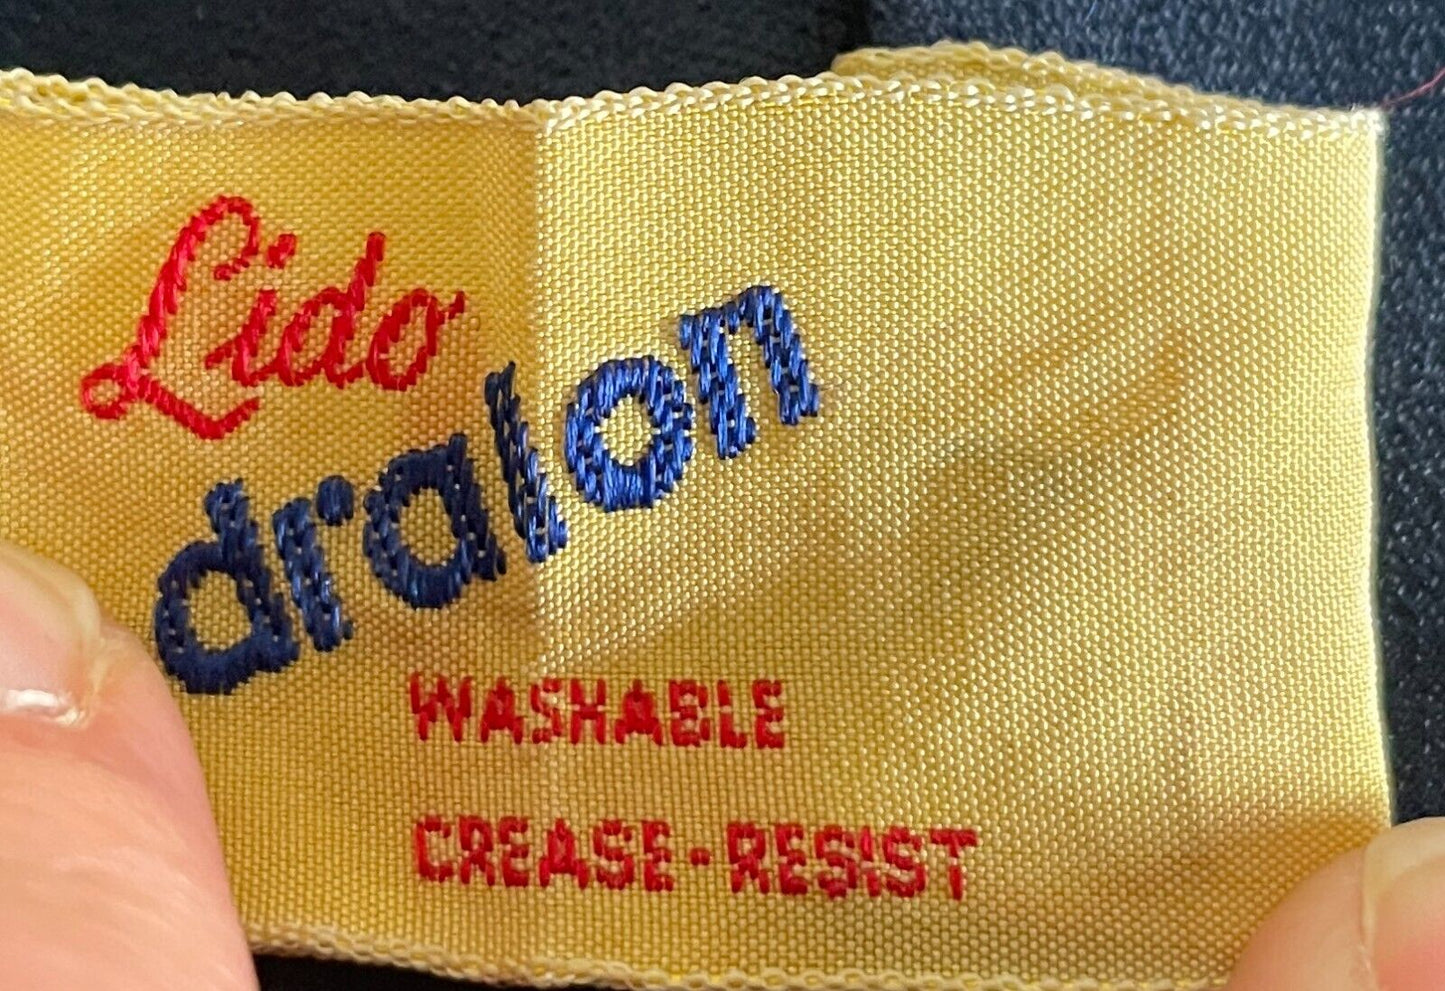 Lido
dralon
WASHABLE
CREASE-RESIST